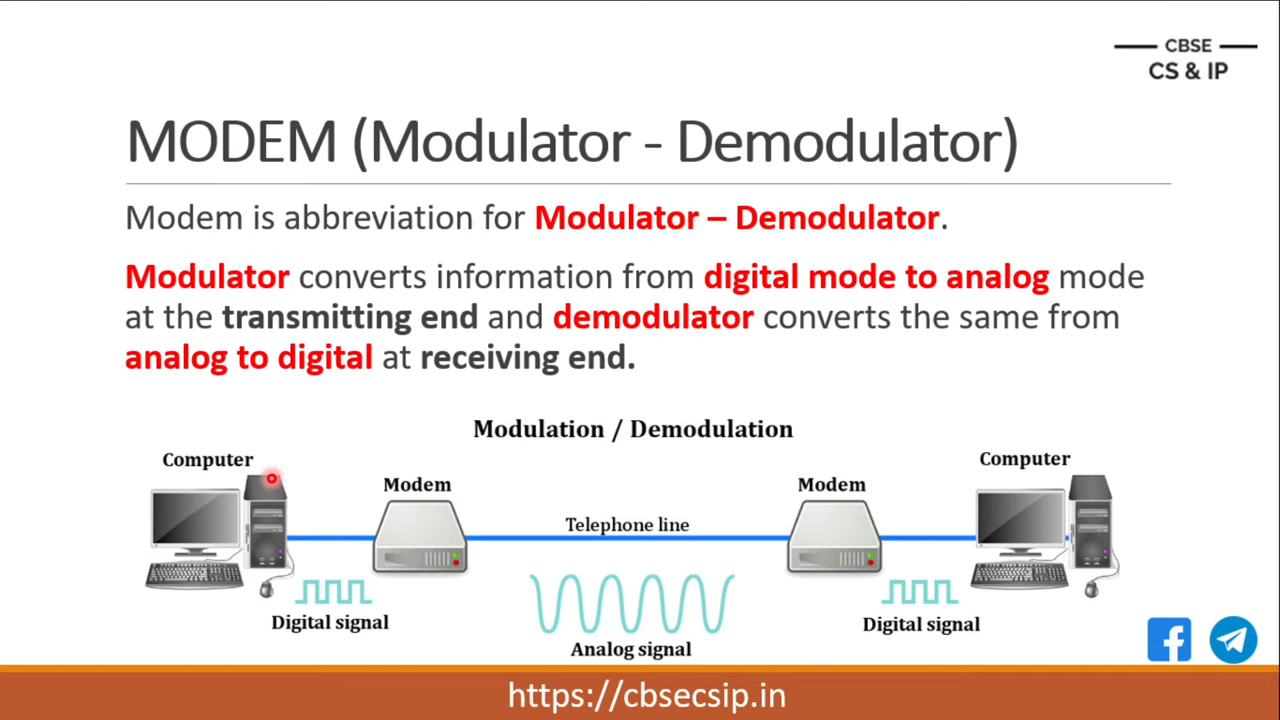 CBSE
CS & IP
MODEM (Modulator - Demodulator)
Modem is abbreviation for Modulator – Demodulator.
Modulator converts information from digital mode to analog mode
at the transmitting end and demodulator converts the same from
analog to digital at receiving end.
Modulation / Demodulation
Computer
Modem
Telephone line
Modem
Computer
Digital signal
Analog signal
Digital signal
https://cbsecsip.in